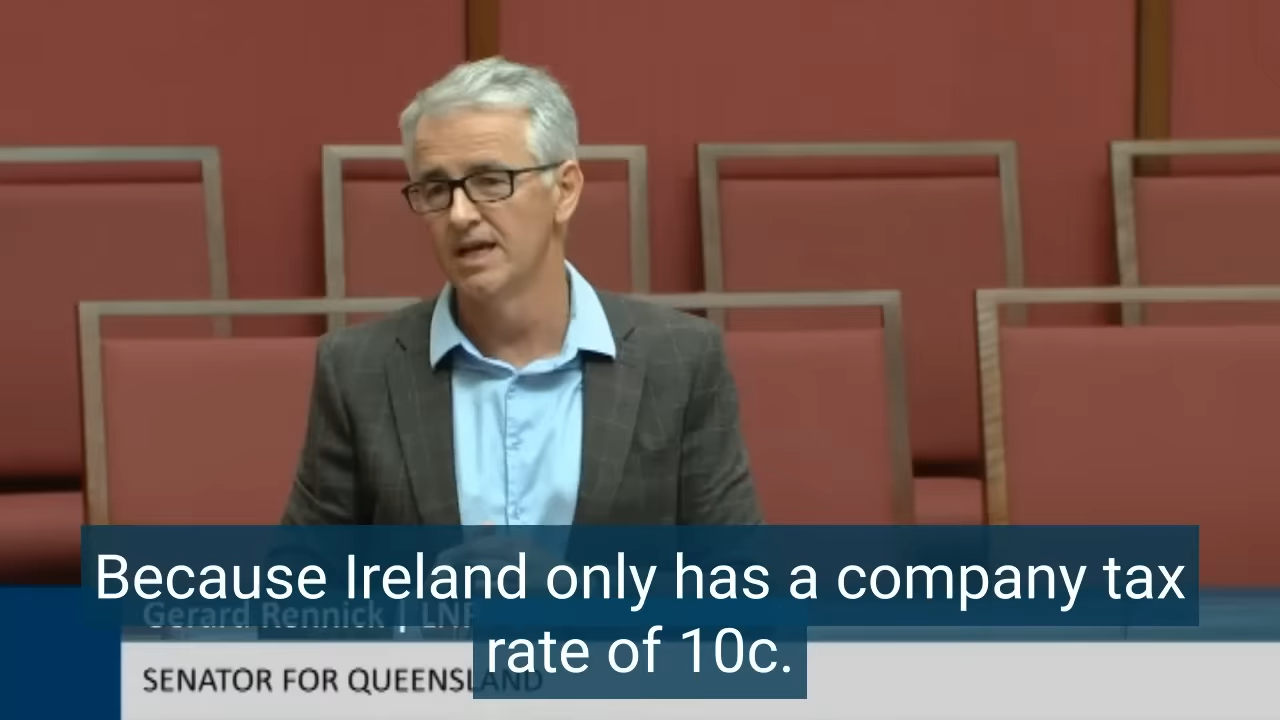 Because Ireland only has a company tax
rate of 10c.
Gerard Rennick | LNP
SENATOR FOR QUEENSLAND